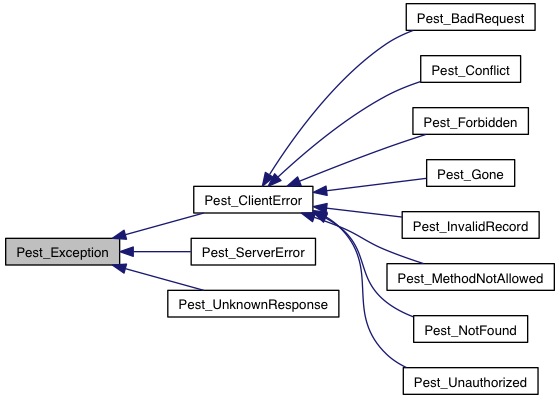 Pest_Exception
Pest_ClientError
Pest_ServerError
Pest_UnknownResponse
Pest_BadRequest
Pest_Conflict
Pest_Forbidden
Pest_Gone
Pest_InvalidRecord
Pest_MethodNotAllowed
Pest_NotFound
Pest_Unauthorized